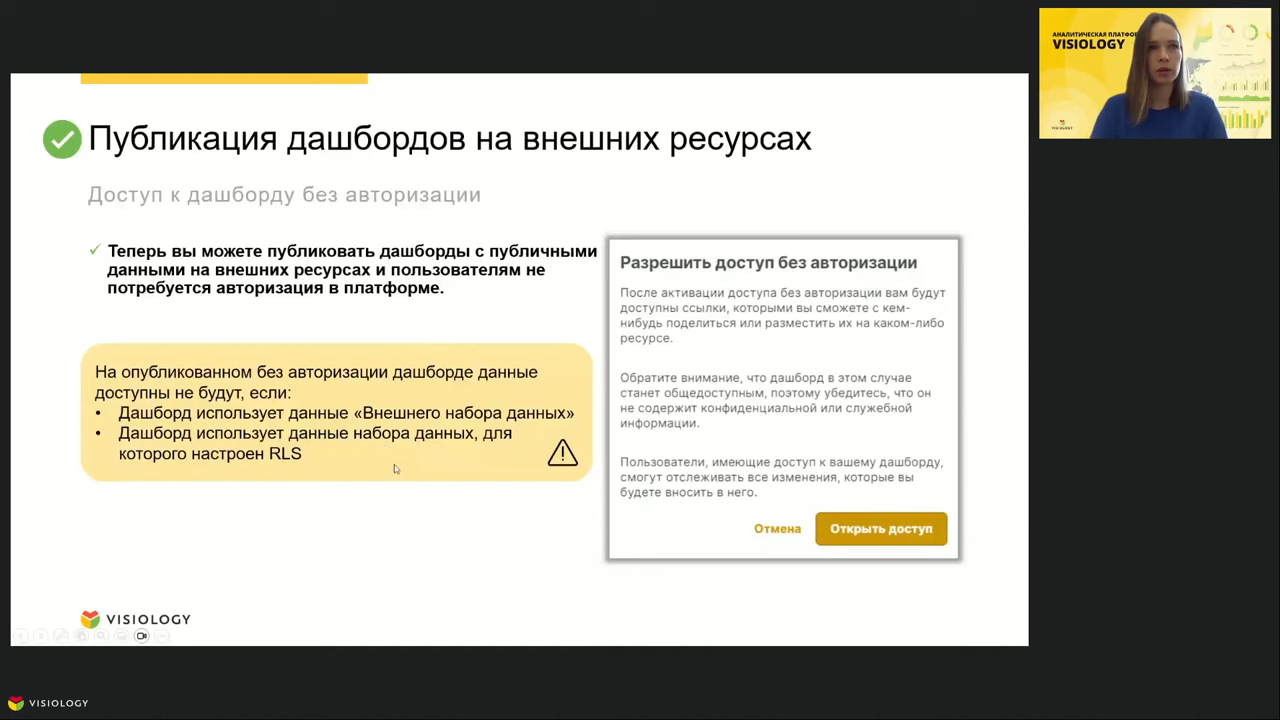 АНАЛИТИЧЕСКАЯ ПЛАТФОР
VISIOLOGY
VISIOLOGY
Публикация дашбордов на внешних ресурсах
Доступ к дашборду без авторизации
✓ Теперь вы можете публиковать дашборды с публичными
данными на внешних ресурсах и пользователям не
потребуется авторизация в платформе.
На опубликованном без авторизации дашборде данные
доступны не будут, если:
• Дашборд использует данные «Внешнего набора данных»
• Дашборд использует данные набора данных, для
которого настроен RLS
Разрешить доступ без авторизации
После активации доступа без авторизации вам будут
доступны ссылки, которыми вы сможете с кем-
нибудь поделиться или разместить их на каком-либо
ресурсе.
Обратите внимание, что дашборд в этом случае
станет общедоступным, поэтому убедитесь, что он
не содержит конфиденциальной или служебной
информации.
Пользователи, имеющие доступ к вашему дашборду,
смогут отслеживать все изменения, которые вы
будете вносить в него.
Отмена
Открыть доступ
VISIOLOGY
VISIOLOGY